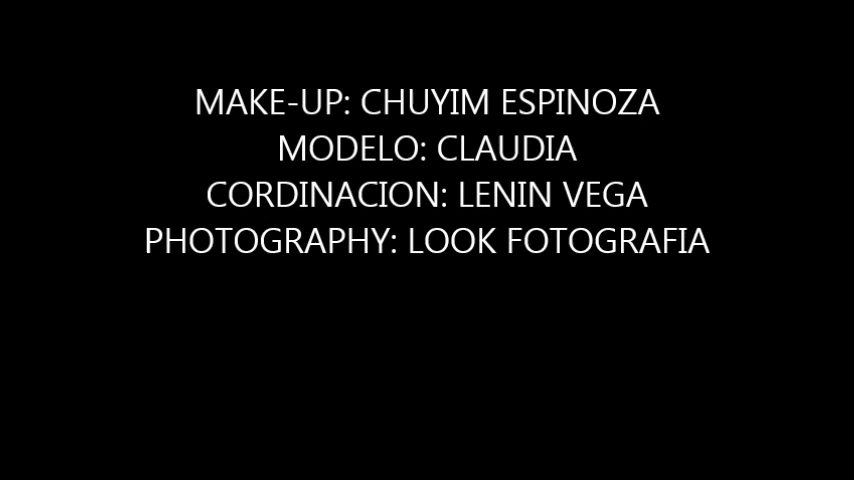 MAKE-UP: CHUYIM ESPINOZA
MODELO: CLAUDIA
CORDINACION: LENIN VEGA
PHOTOGRAPHY: LOOK FOTOGRAFIA